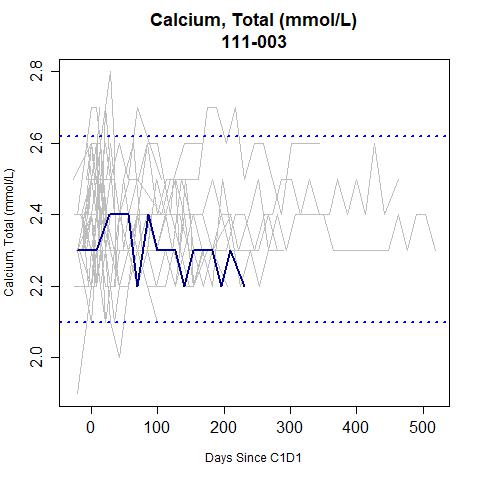 Calcium, Total (mmol/L)
111-003
Calcium, Total (mmol/L)
2.8
2.6
2.4
2.2
2.0
0 100 200 300 400 500
Days Since C1D1